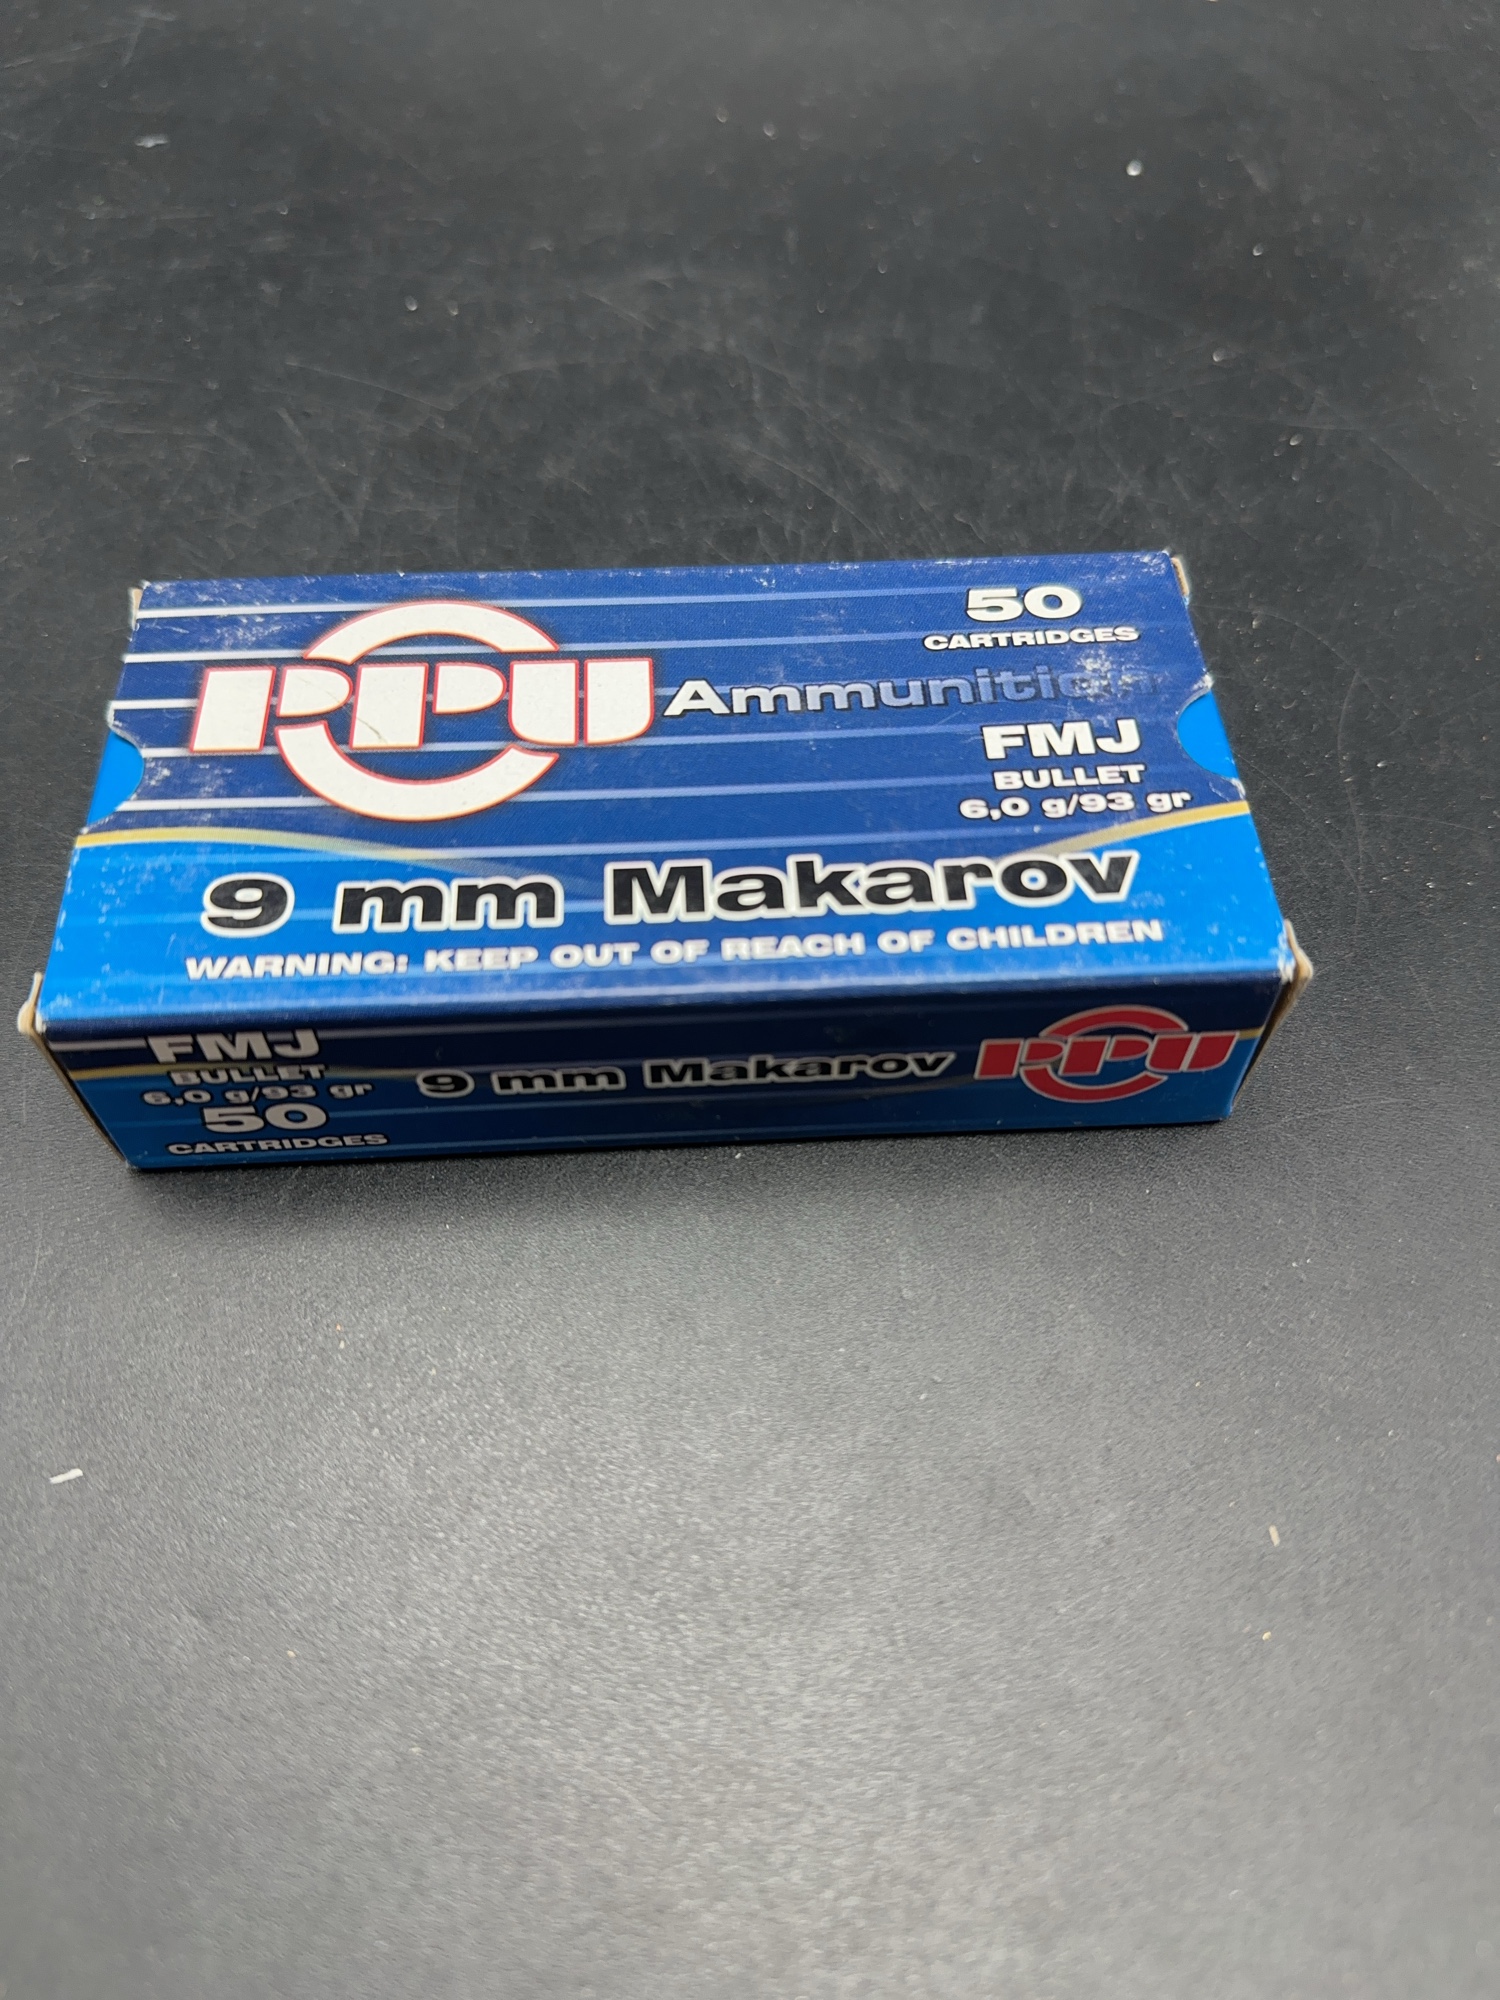 50
CARTRIDGES
PPU Ammunition
FMJ
BULLET
6,0 g/93 gr
9 mm Makarov
WARNING: KEEP OUT OF REACH OF CHILDREN
FMJ
BULLET
6,0 g/93 gr
50
CARTRIDGES
9 mm Makarov
PPU